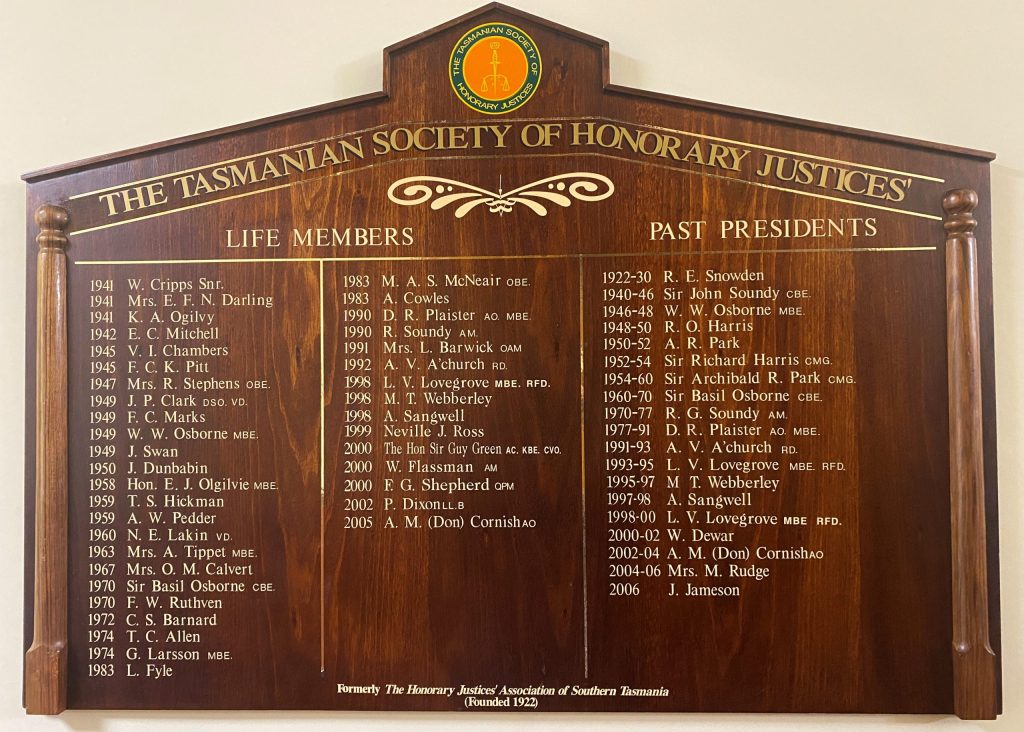 THE TASMANIAN SOCIETY OF
HONORARY JUSTICES
THE TASMANIAN SOCIETY OF HONORARY JUSTICES'
LIFE MEMBERS
1941 W. Cripps Snr.
1941 Mrs. E. F. N. Darling
1941 K. A. Ogilvy
1942 E. C. Mitchell
1945 V. I. Chambers
1945 F. C. K. Pitt
1947 Mrs. R. Stephens OBE.
1949 J. P. Clark DSO. VD.
1949 F. C. Marks
1949 W. W. Osborne MBE.
1949 J. Swan
1950 J. Dunbabin
1958 Hon. E. J. Olgilvie MBE.
1959 T. S. Hickman
1959 A. W. Pedder
1960 N. E. Lakin VD.
1963 Mrs. A. Tippet MBE.
1967 Mrs. O. M. Calvert
1970 Sir Basil Osborne CBE.
1970 F. W. Ruthven
1972 C. S. Barnard
1974 T. C. Allen
1974 G. Larsson MBE.
1983 L. Fyle
1983 M. A. S. McNeair OBE.
1983 A. Cowles
1990 D. R. Plaister AO. MBE.
1990 R. Soundy AM.
1991 Mrs. L. Barwick OAM
1992 A. V. A'church RD.
1998 L. V. Lovegrove MBE. RFD.
1998 M. T. Webberley
1998 A. Sangwell
1999 Neville J. Ross
2000 The Hon Sir Guy Green AC. KBE. CVO.
2000 W. Flassman AM
2000 F. G. Shepherd QPM
2002 P. Dixon LL.B
2005 A. M. (Don) Cornish AO
PAST PRESIDENTS
1922-30 R. E. Snowden
1940-46 Sir John Soundy CBE.
1946-48 W. W. Osborne MBE.
1948-50 R. O. Harris
1950-52 A. R. Park
1952-54 Sir Richard Harris CMG.
1954-60 Sir Archibald R. Park CMG.
1960-70 Sir Basil Osborne CBE.
1970-77 R. G. Soundy AM.
1977-91 D. R. Plaister AO. MBE.
1991-93 A. V. A'church RD.
1993-95 L. V. Lovegrove MBE. RFD.
1995-97 M T. Webberley
1997-98 A. Sangwell
1998-00 L. V. Lovegrove MBE RFD.
2000-02 W. Dewar
2002-04 A. M. (Don) Cornish AO
2004-06 Mrs. M. Rudge
2006 J. Jameson
Formerly The Honorary Justices' Association of Southern Tasmania
(Founded 1922)